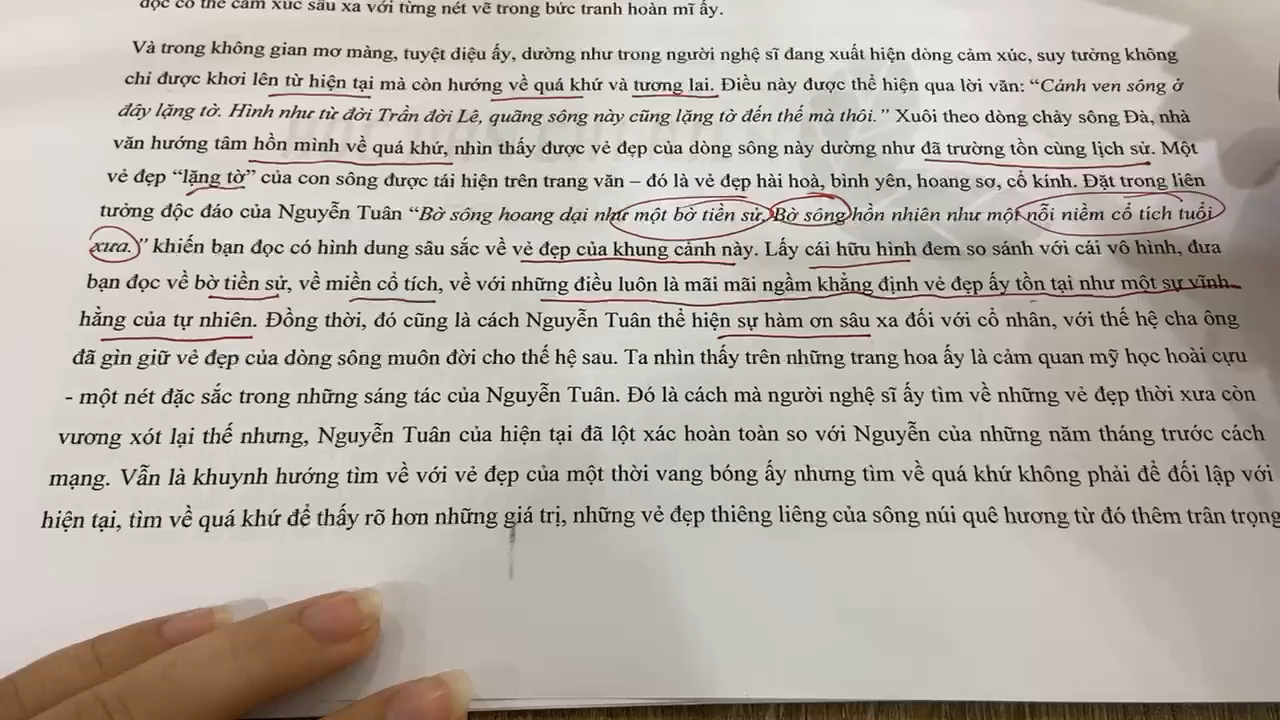 đọc có thể cảm xúc sâu xa với từng nét vẽ trong bức tranh hoàn mĩ ấy.
Và trong không gian mơ màng, tuyệt diệu ấy, dường như trong người nghệ sĩ đang xuất hiện dòng cảm xúc, suy tưởng không
chỉ được khơi lên từ hiện tại mà còn hướng về quá khứ và tương lai. Điều này được thể hiện qua lời văn: “Cảnh ven sông ở
đây lặng tờ. Hình như từ đời Trần đời Lê, quãng sông này cũng lặng tờ đến thế mà thôi.” Xuôi theo dòng chảy sông Đà, nhà
văn hướng tâm hồn mình về quá khứ, nhìn thấy được vẻ đẹp của dòng sông này dường như đã trường tồn cùng lịch sử. Một
vẻ đẹp “lặng tờ” của con sông được tái hiện trên trang văn – đó là vẻ đẹp hài hoà, bình yên, hoang sơ, cổ kính. Đặt trong liên
tưởng độc đáo của Nguyễn Tuân “Bờ sông hoang dại như một bờ tiền sử. Bờ sông hồn nhiên như một nỗi niềm cổ tích tuổi
xưa.” khiến bạn đọc có hình dung sâu sắc về vẻ đẹp của khung cảnh này. Lấy cái hữu hình đem so sánh với cái vô hình, đưa
bạn đọc về bờ tiền sử, về miền cổ tích, về với những điều luôn là mãi mãi ngầm khẳng định vẻ đẹp ấy tồn tại như một sự vĩnh
hằng của tự nhiên. Đồng thời, đó cũng là cách Nguyễn Tuân thể hiện sự hàm ơn sâu xa đối với cổ nhân, với thế hệ cha ông
đã gìn giữ vẻ đẹp của dòng sông muôn đời cho thế hệ sau. Ta nhìn thấy trên những trang hoa ấy là cảm quan mỹ học hoài cựu
- một nét đặc sắc trong những sáng tác của Nguyễn Tuân. Đó là cách mà người nghệ sĩ ấy tìm về những vẻ đẹp thời xưa còn
vương xót lại thế nhưng, Nguyễn Tuân của hiện tại đã lột xác hoàn toàn so với Nguyễn của những năm tháng trước cách
mạng. Vẫn là khuynh hướng tìm về với vẻ đẹp của một thời vang bóng ấy nhưng tìm về quá khứ không phải để đối lập với
hiện tại, tìm về quá khứ để thấy rõ hơn những giá trị, những vẻ đẹp thiêng liêng của sông núi quê hương từ đó thêm trân trọng